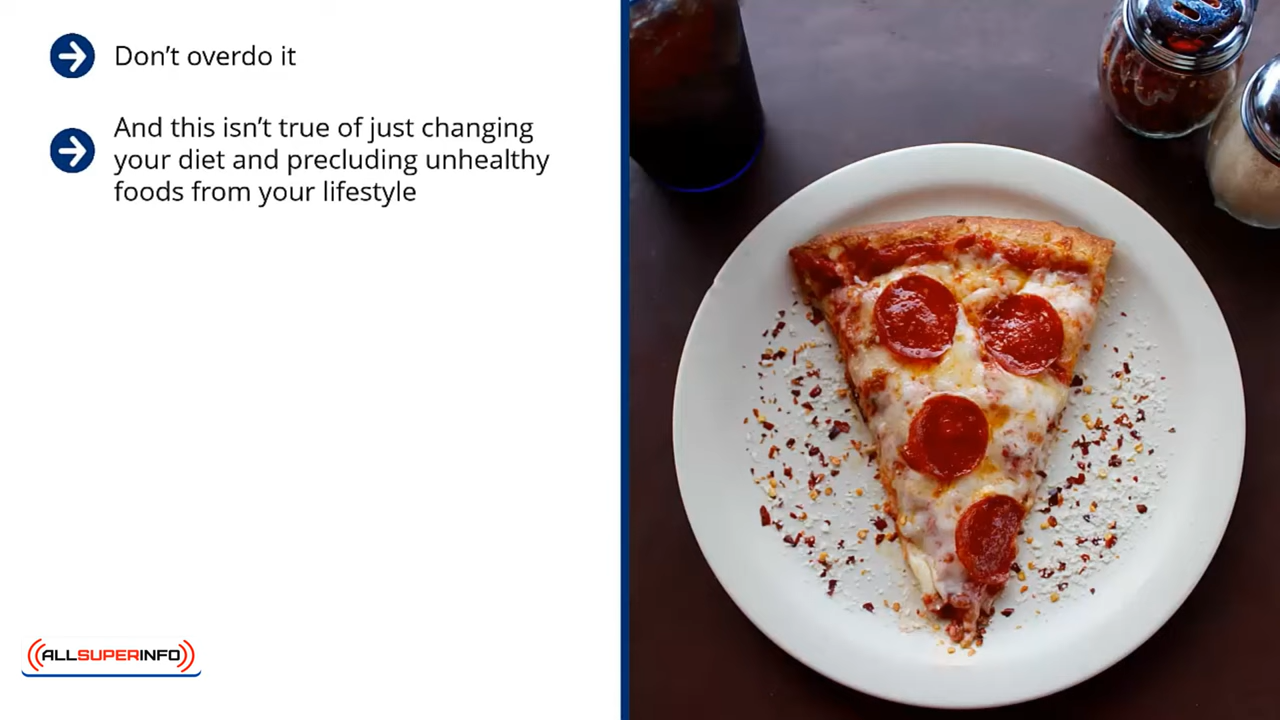 Don’t overdo it
And this isn’t true of just changing
your diet and precluding unhealthy
foods from your lifestyle
ALLSUPERINFO